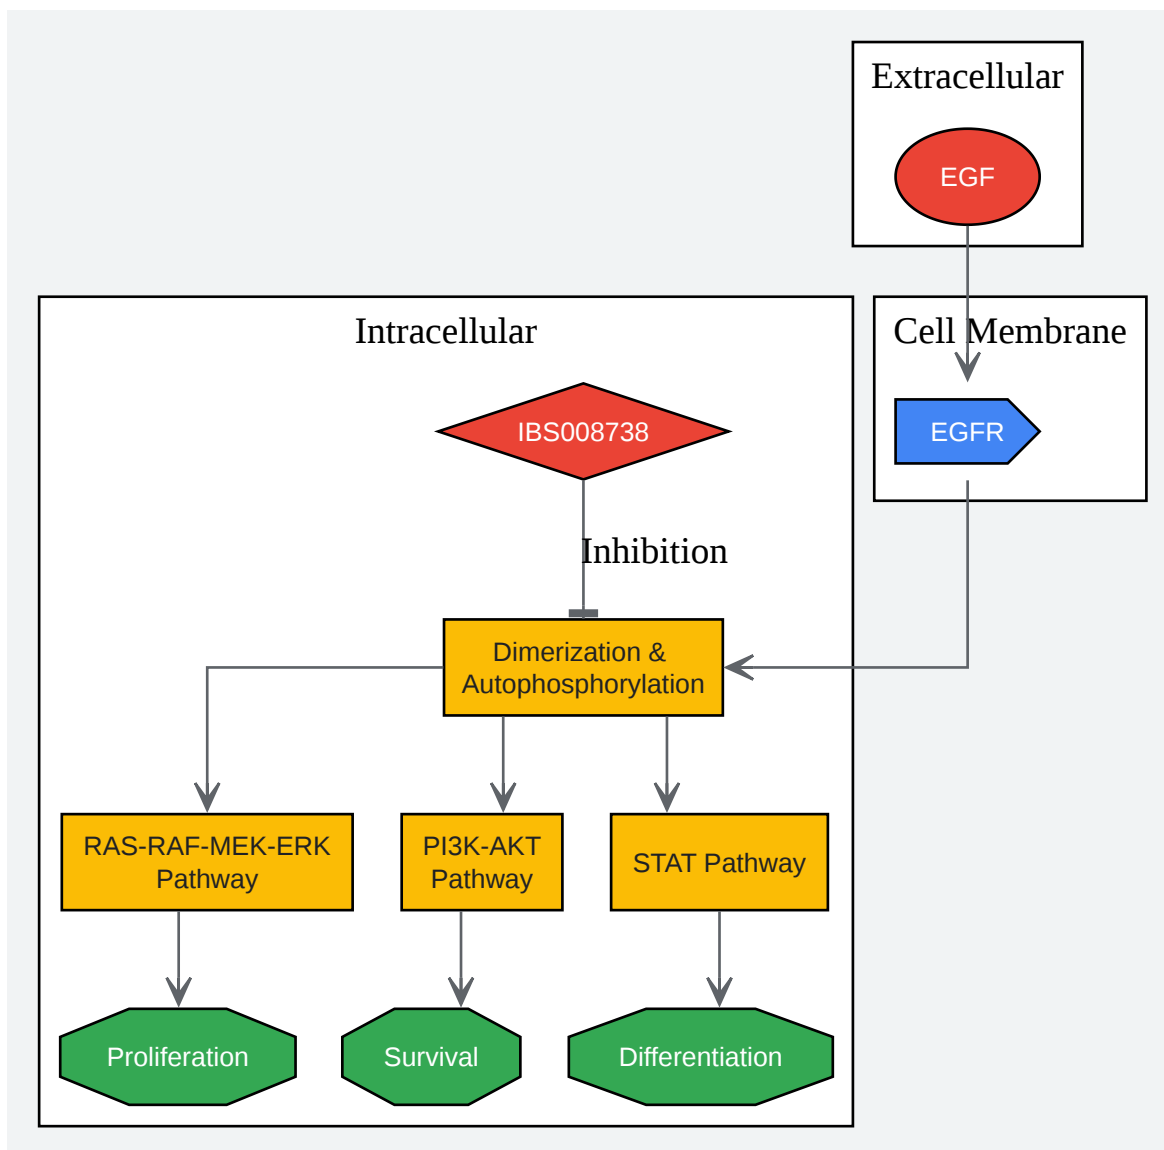 Extracellular
EGF
Intracellular
Cell Membrane
IBS008738
EGFR
Inhibition
Dimerization &
Autophosphorylation
RAS-RAF-MEK-ERK
Pathway
PI3K-AKT
Pathway
STAT Pathway
Proliferation
Survival
Differentiation